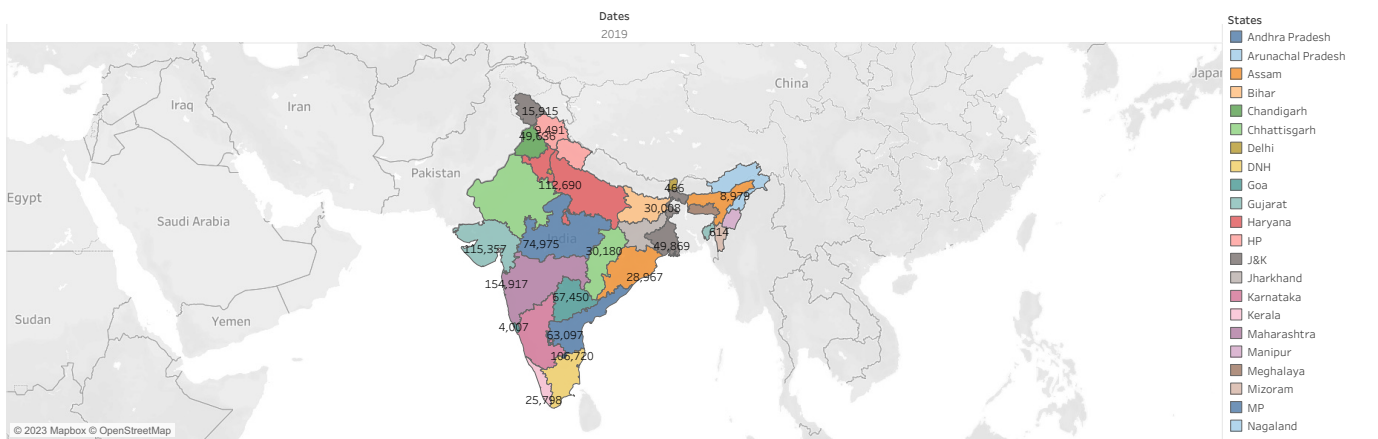 Dates
2019
States
Andhra Pradesh
Arunachal Pradesh
Assam
Bihar
Chandigarh
Chhattisgarh
Delhi
DNH
Goa
Gujarat
Haryana
HP
J&K
Jharkhand
Karnataka
Kerala
Maharashtra
Manipur
Meghalaya
Mizoram
MP
Nagaland
Iraq
Iran
China
Japan
Pakistan
Egypt
Saudi Arabia
Sudan
Yemen
India
15,915
9,491
49,636
112,690
466
8,979
30,008
614
115,357
74,975
30,180
49,869
28,967
154,917
67,450
4,007
63,097
106,720
25,798
© 2023 Mapbox © OpenStreetMap